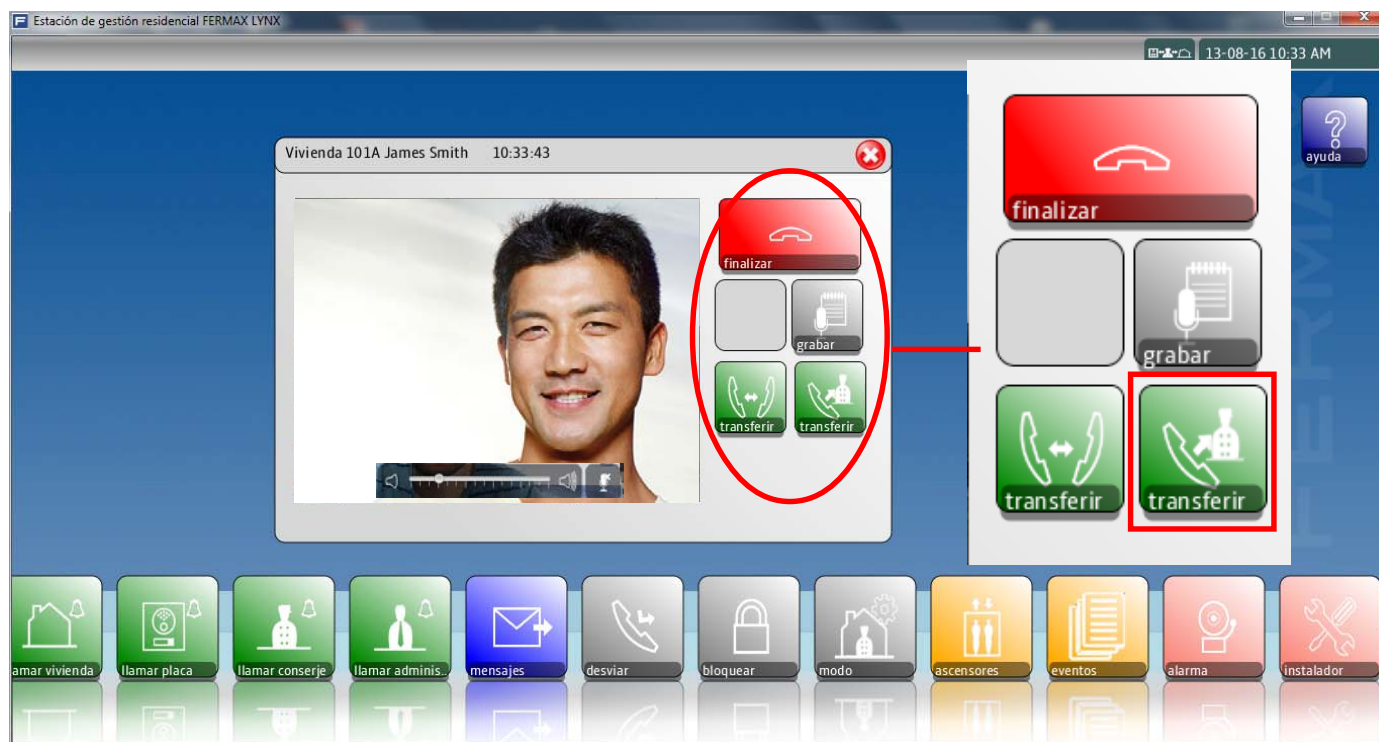 Estación de gestión residencial FERMAX LYNX
13-08-16 10:33 AM
ayuda
Vivienda 101A James Smith 10:33:43
finalizar
grabar
transferir transferir
finalizar
grabar
transferir transferir
FERMAX
amar vivienda llamar placa llamar conserje llamar adminis.. mensajes desviar bloquear modo ascensores eventos alarma instalador